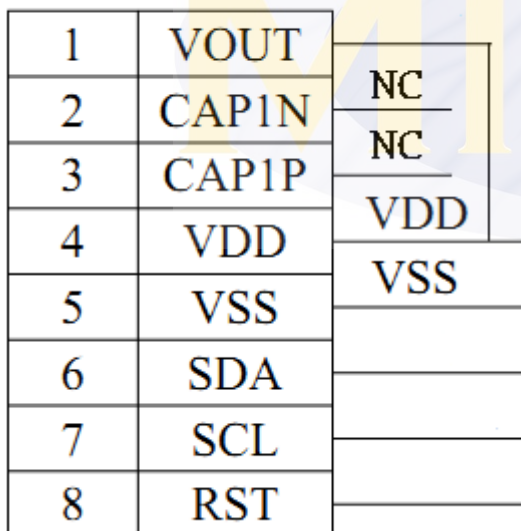 1 VOUT
2 CAP1N NC
3 CAP1P NC
4 VDD VDD
5 VSS VSS
6 SDA
7 SCL
8 RST